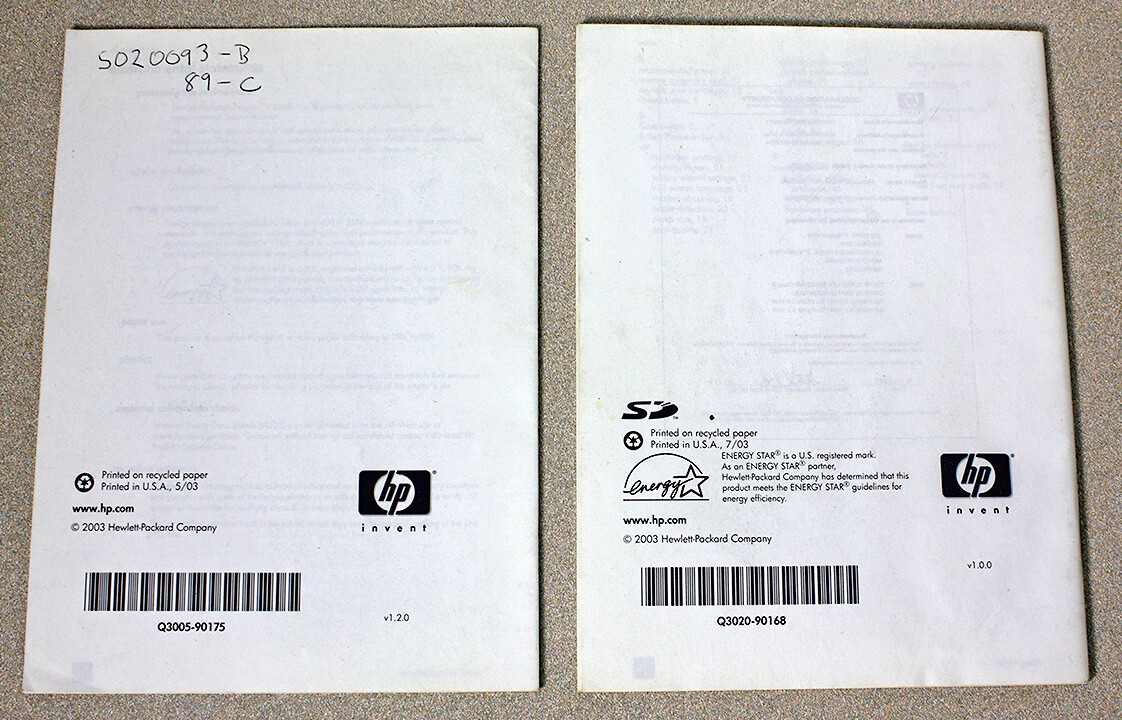 5020093-B
89-C
Printed on recycled paper
Printed in U.S.A., 5/03
www.hp.com
© 2003 Hewlett-Packard Company
hp®
invent
Q3005-90175
v1.2.0
SD™
Printed on recycled paper
Printed in U.S.A., 7/03
energy
ENERGY STAR® is a U.S. registered mark.
As an ENERGY STAR® partner,
Hewlett-Packard Company has determined that this
product meets the ENERGY STAR® guidelines for
energy efficiency.
www.hp.com
© 2003 Hewlett-Packard Company
hp®
invent
v1.0.0
Q3020-90168